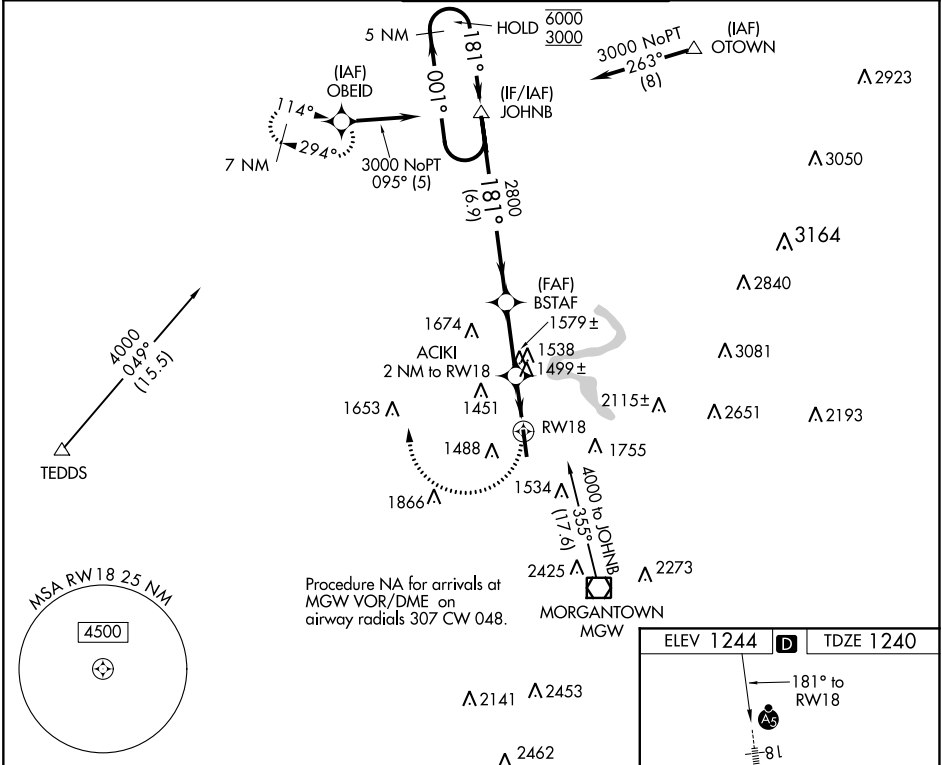 HOLD 6000
3000
5 NM
181°
001°
3000 NoPT
263°
(8)
(IAF)
OTOWN
(IAF)
OBEID
114°
294°
7 NM
3000 NoPT
095° (5)
(IF/IAF)
JOHNB
2923
3050
2800
181°
(6.9)
3164
2840
(FAF)
BSTAF
1674
1579±
1538
1499±
ACIKI
2 NM to RW18
3081
4000
049°
(15.5)
TEDDS
1653
1451
2115±
2651
2193
RW18
1488
1755
1866
1534
4000 to JOHNB
355°
(17.6)
2425
2273
MORGANTOWN
MGW
Procedure NA for arrivals at
MGW VOR/DME on
airway radials 307 CW 048.
MSA RW18 25 NM
4500
2141
2453
2462
ELEV 1244 D TDZE 1240
181° to
RW18
A5
18